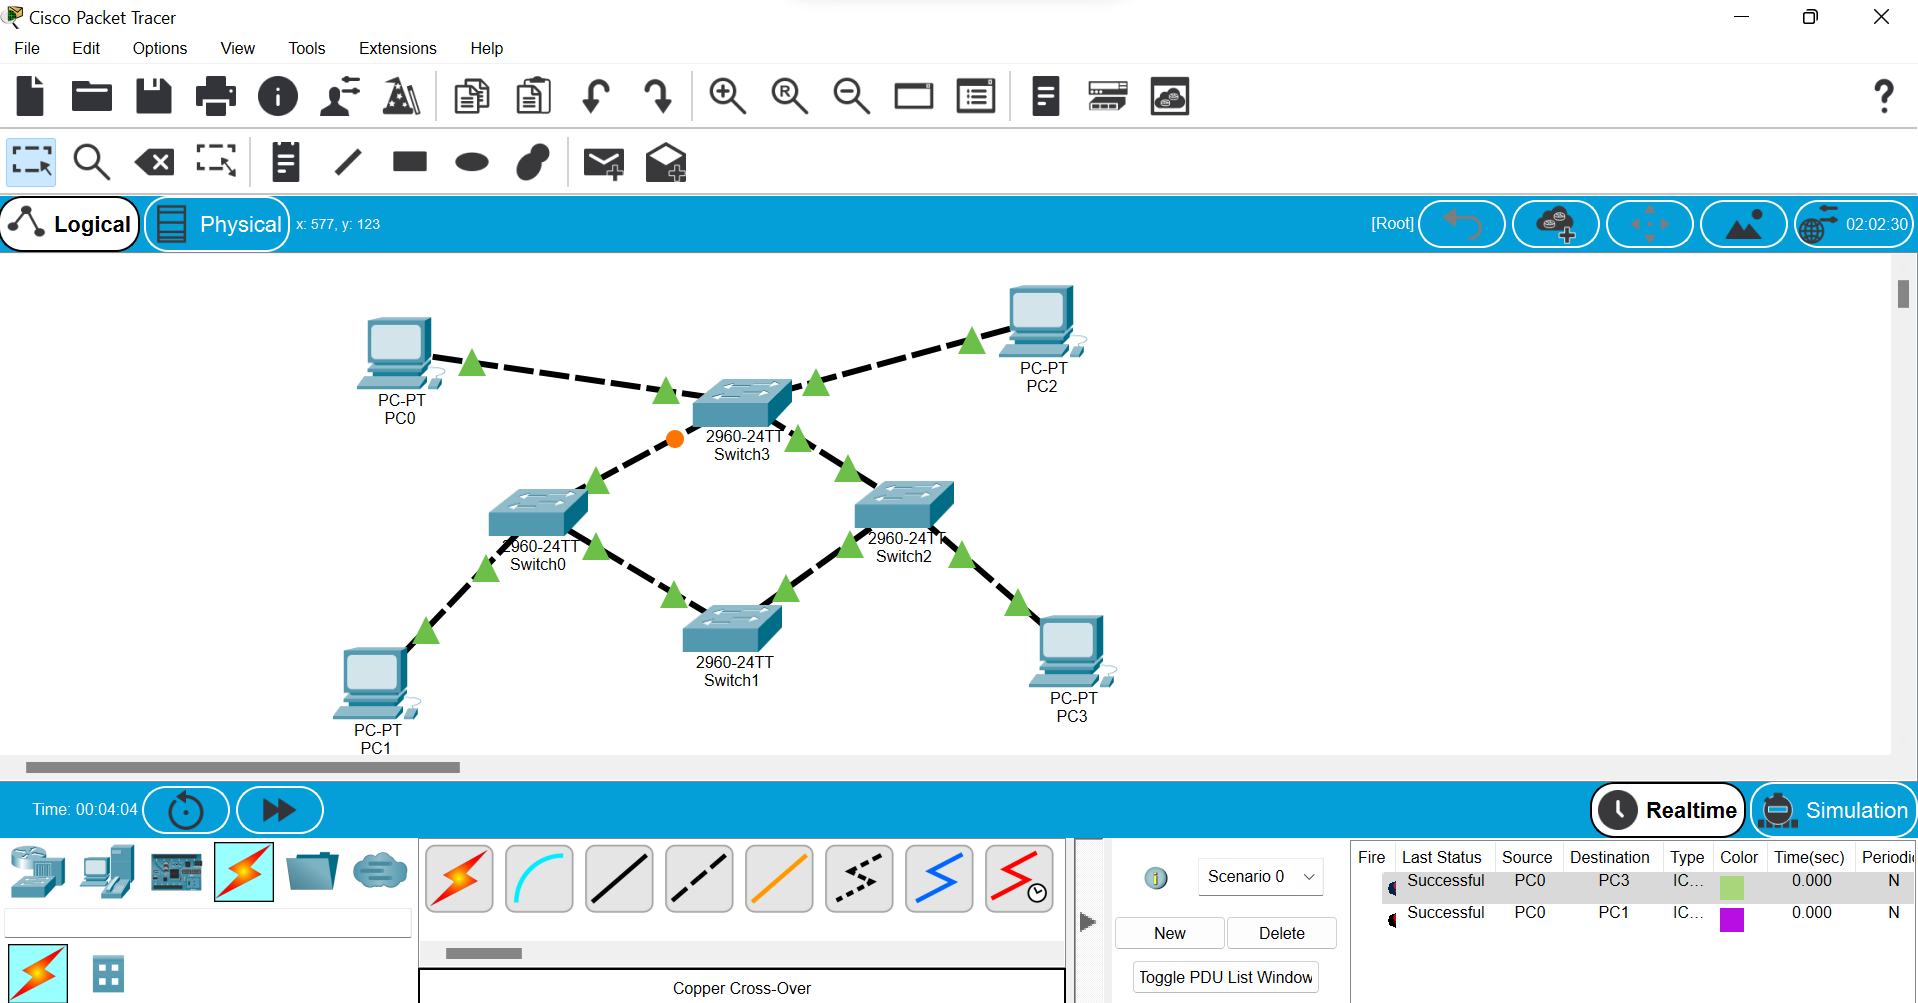 Cisco Packet Tracer
File Edit Options View Tools Extensions Help
Logical Physical x: 577, y: 123 [Root] 02:02:30
PC-PT
PC0
PC-PT
PC2
2960-24TT
Switch3
2960-24TT
Switch0
2960-24TT
Switch2
2960-24TT
Switch1
PC-PT
PC3
PC-PT
PC1
Time: 00:04:04 Realtime Simulation
Scenario 0
New Delete
Toggle PDU List Window
Fire Last Status Source Destination Type Color Time(sec) Periodic
Successful PC0 PC3 IC... 0.000 N
Successful PC0 PC1 IC... 0.000 N
Copper Cross-Over